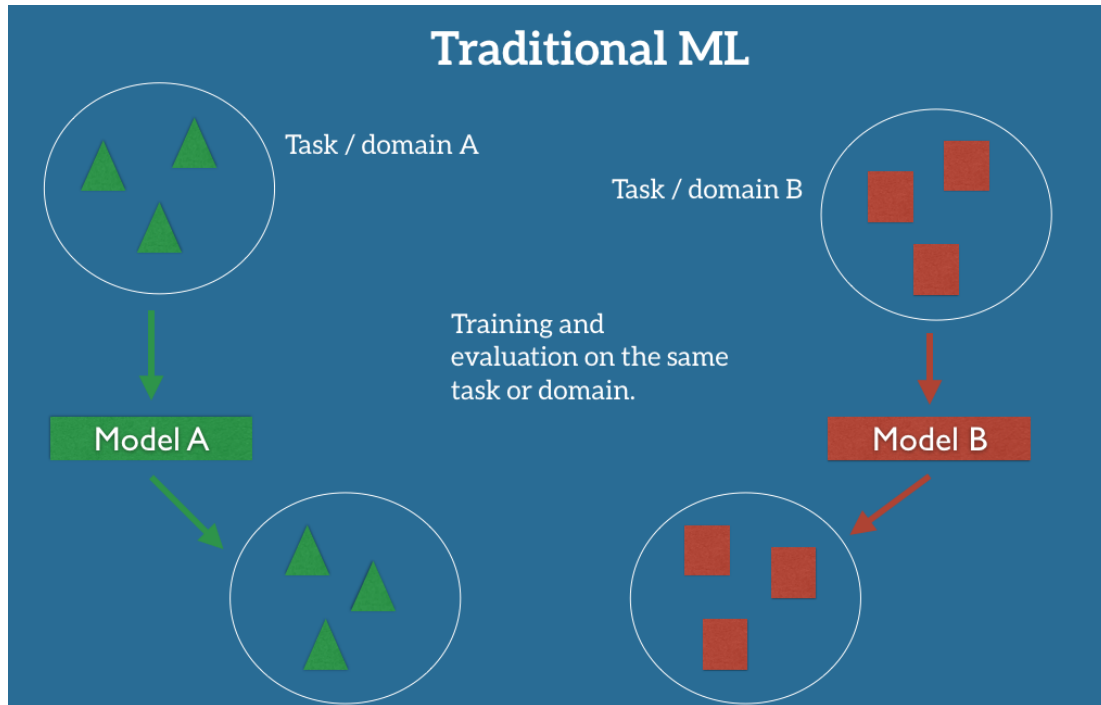 Traditional ML
Task / domain A
Task / domain B
Training and
evaluation on the same
task or domain.
Model A
Model B